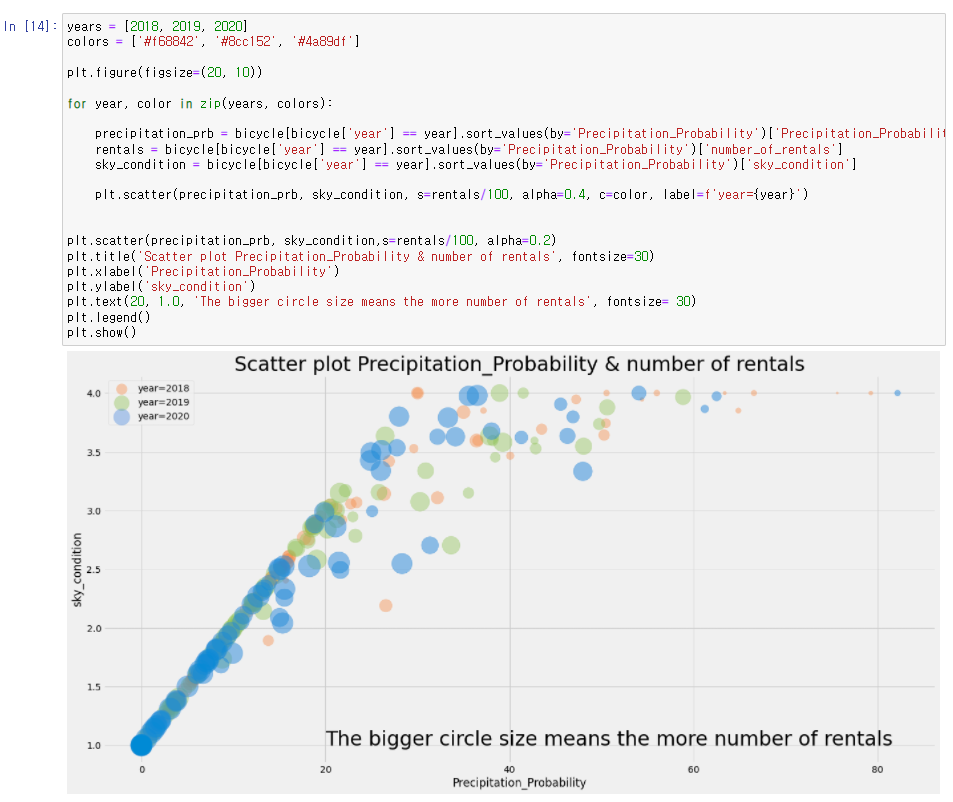 In [14]:
years = [2018, 2019, 2020]
colors = ['#f68842', '#8cc152', '#4a89df']
plt.figure(figsize=(20, 10))
for year, color in zip(years, colors):
precipitation_prb = bicycle[bicycle['year'] == year].sort_values(by='Precipitation_Probability')['Precipitation_Probabilit
rentals = bicycle[bicycle['year'] == year].sort_values(by='Precipitation_Probability')['number_of_rentals']
sky_condition = bicycle[bicycle['year'] == year].sort_values(by='Precipitation_Probability')['sky_condition']
plt.scatter(precipitation_prb, sky_condition, s=rentals/100, alpha=0.4, c=color, label=f'year={year}')
plt.scatter(precipitation_prb, sky_condition,s=rentals/100, alpha=0.2)
plt.title('Scatter plot Precipitation_Probability & number of rentals', fontsize=30)
plt.xlabel('Precipitation_Probability')
plt.ylabel('sky_condition')
plt.text(20, 1.0, 'The bigger circle size means the more number of rentals', fontsize= 30)
plt.legend()
plt.show()
Scatter plot Precipitation_Probability & number of rentals
year=2018
year=2019
year=2020
4.0
3.5
3.0
2.5
2.0
1.5
1.0
sky_condition
The bigger circle size means the more number of rentals
0
20
40
60
80
Precipitation_Probability